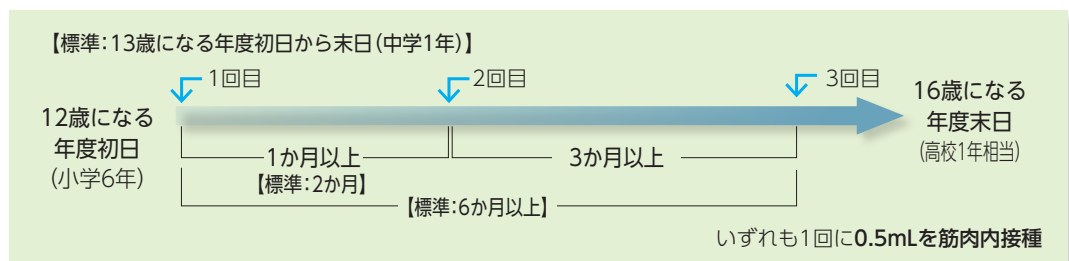 【標準：13歳になる年度初日から末日(中学1年)】
1回目
2回目
3回目
12歳になる
年度初日
(小学6年)
16歳になる
年度末日
(高校1年相当)
1か月以上
【標準：2か月】
3か月以上
【標準：6か月以上】
いずれも1回に0.5mLを筋肉内接種